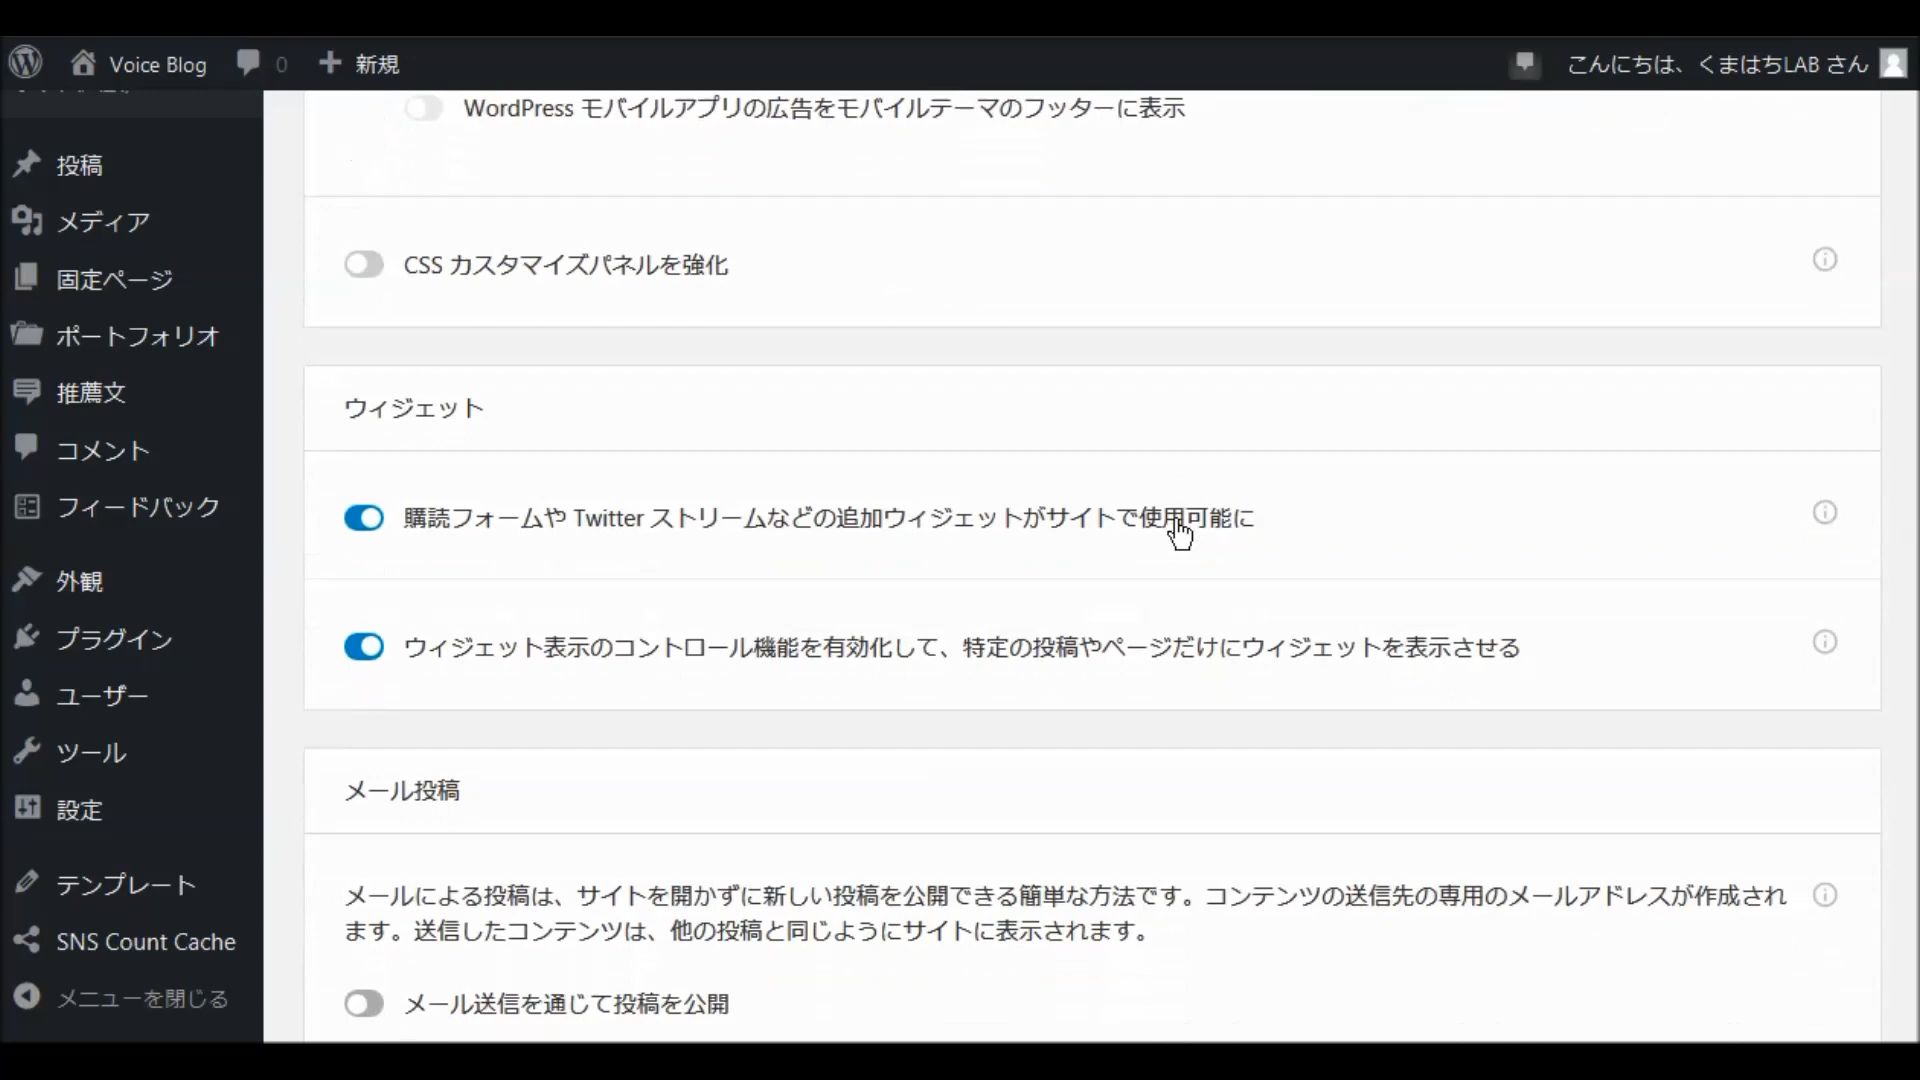 Voice Blog 0 新規 こんにちは、くまはちLAB さん
WordPress モバイルアプリの広告をモバイルテーマのフッターに表示
投稿
メディア
CSS カスタマイズパネルを強化
固定ページ
ポートフォリオ
推薦文
ウィジェット
コメント
フィードバック
購読フォームや Twitter ストリームなどの追加ウィジェットがサイトで使用可能に
外観
プラグイン
ウィジェット表示のコントロール機能を有効化して、特定の投稿やページだけにウィジェットを表示させる
ユーザー
ツール
メール投稿
設定
テンプレート
メールによる投稿は、サイトを開かずに新しい投稿を公開できる簡単な方法です。コンテンツの送信先の専用のメールアドレスが作成され
ます。送信したコンテンツは、他の投稿と同じようにサイトに表示されます。
SNS Count Cache
メニューを閉じる
メール送信を通じて投稿を公開